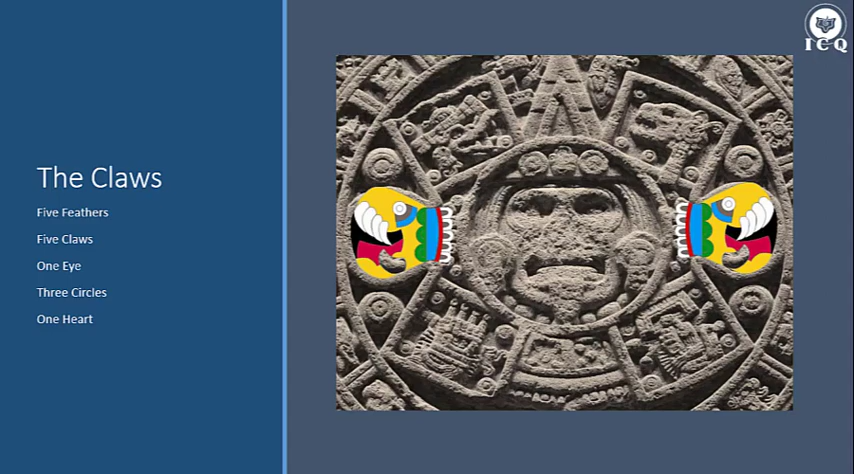 ICQ
The Claws
Five Feathers
Five Claws
One Eye
Three Circles
One Heart